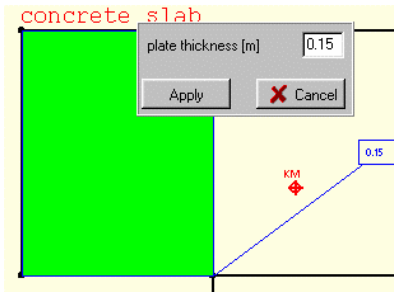 concrete slab
plate thickness [m] 0.15
Apply Cancel
0.15
KM